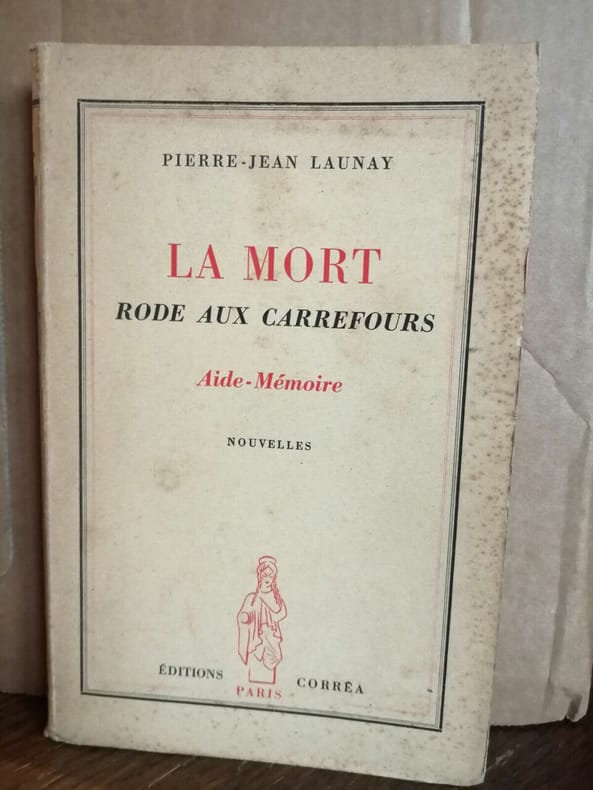 PIERRE-JEAN LAUNAY
LA MORT
RODE AUX CARREFOURS
Aide-Mémoire
NOUVELLES
ÉDITIONS CORRÊA
PARIS